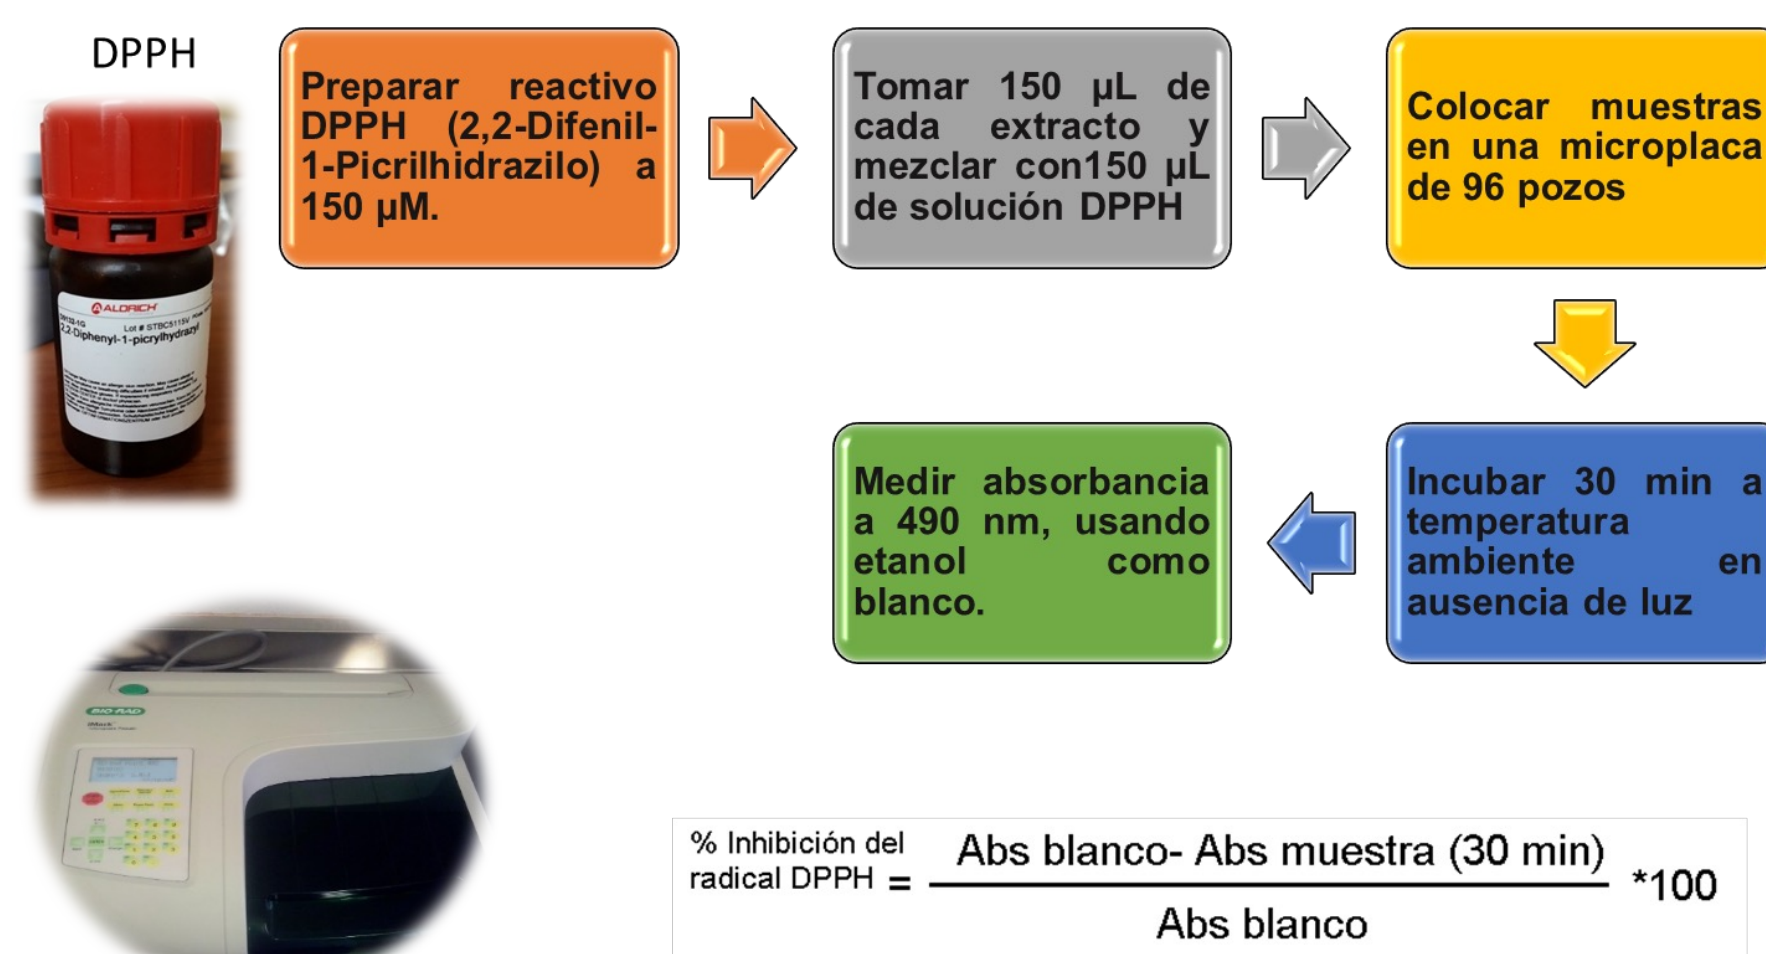 DPPH
Preparar reactivo
DPPH (2,2-Difenil-
1-Picrilhidrazilo) a
150 µM.
Tomar 150 µL de
cada extracto y
mezclar con150 µL
de solución DPPH
Colocar muestras
en una microplaca
de 96 pozos
Incubar 30 min a
temperatura
ambiente en
ausencia de luz
Medir absorbancia
a 490 nm, usando
etanol como
blanco.
ALDRICH
Lot # STBC5115V
2,2-Diphenyl-1-picrylhydrazyl
BIO-RAD
iMark
% Inhibición del
radical DPPH =
Abs blanco- Abs muestra (30 min)
*100
Abs blanco